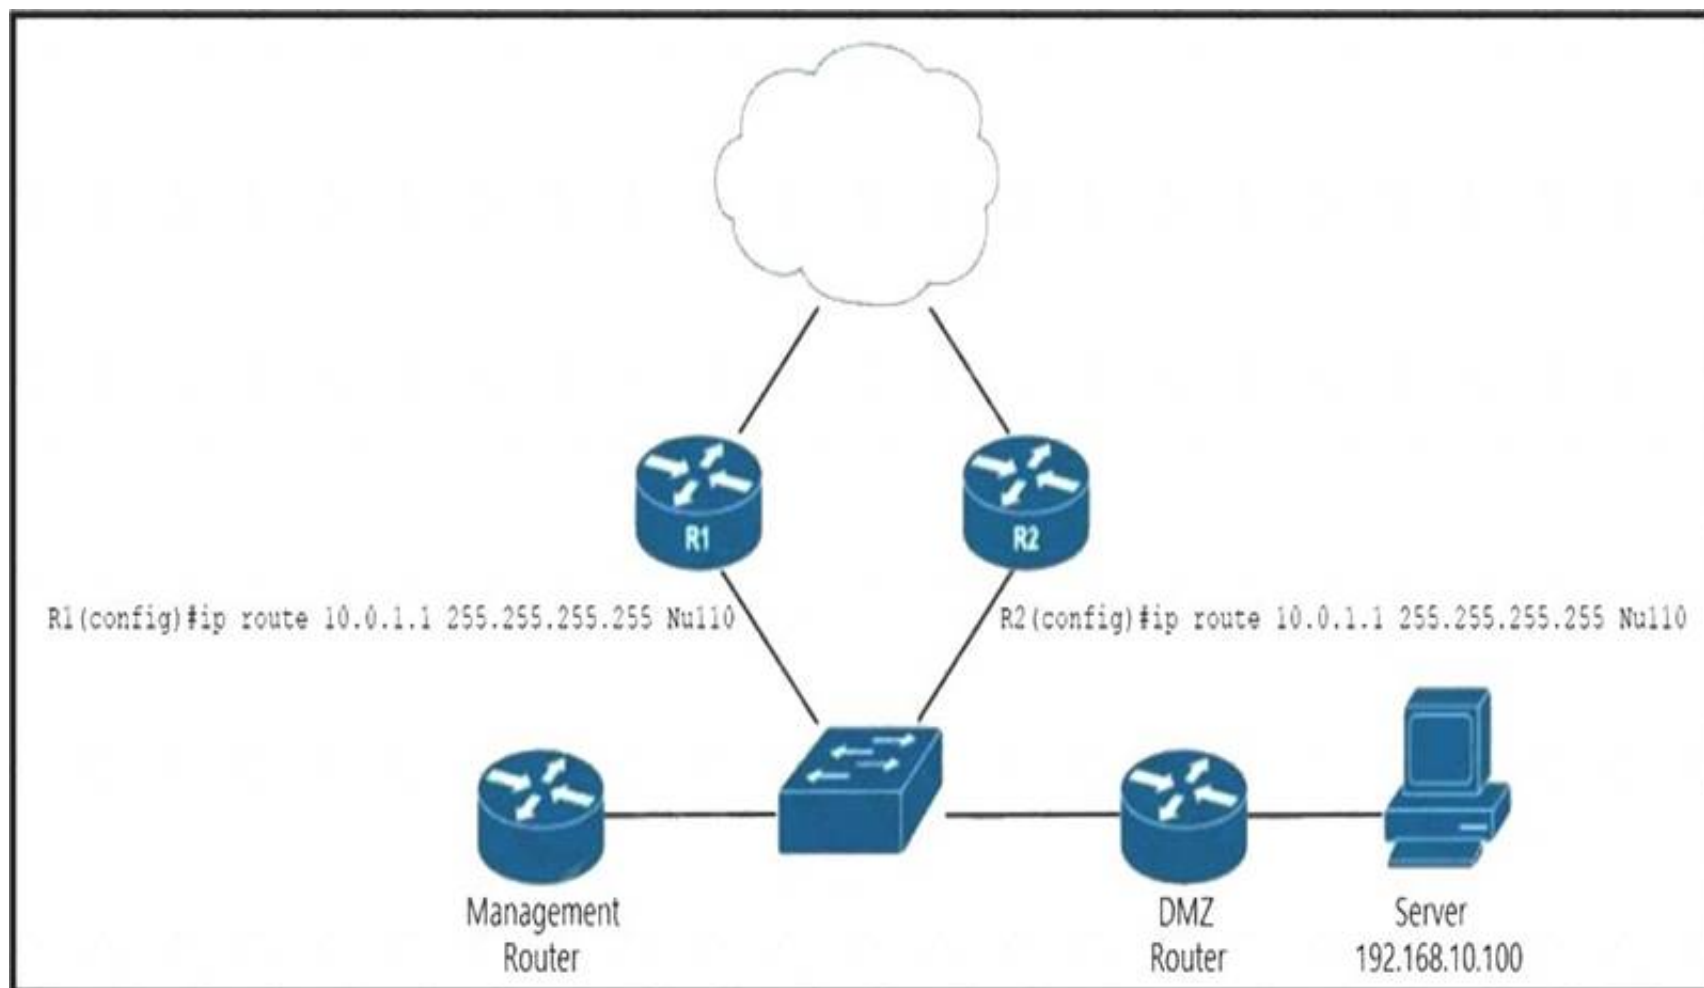 R1
R2
R1(config)#ip route 10.0.1.1 255.255.255.255 Null0
R2(config)#ip route 10.0.1.1 255.255.255.255 Null0
Management
Router
DMZ
Router
Server
192.168.10.100